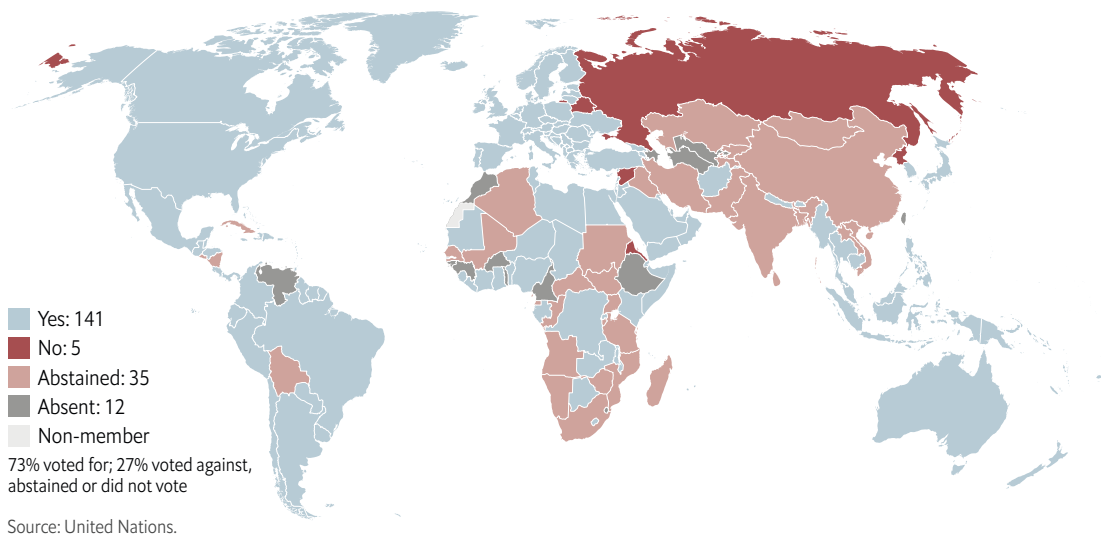 Yes: 141
No: 5
Abstained: 35
Absent: 12
Non-member
73% voted for; 27% voted against,
abstained or did not vote
Source: United Nations.